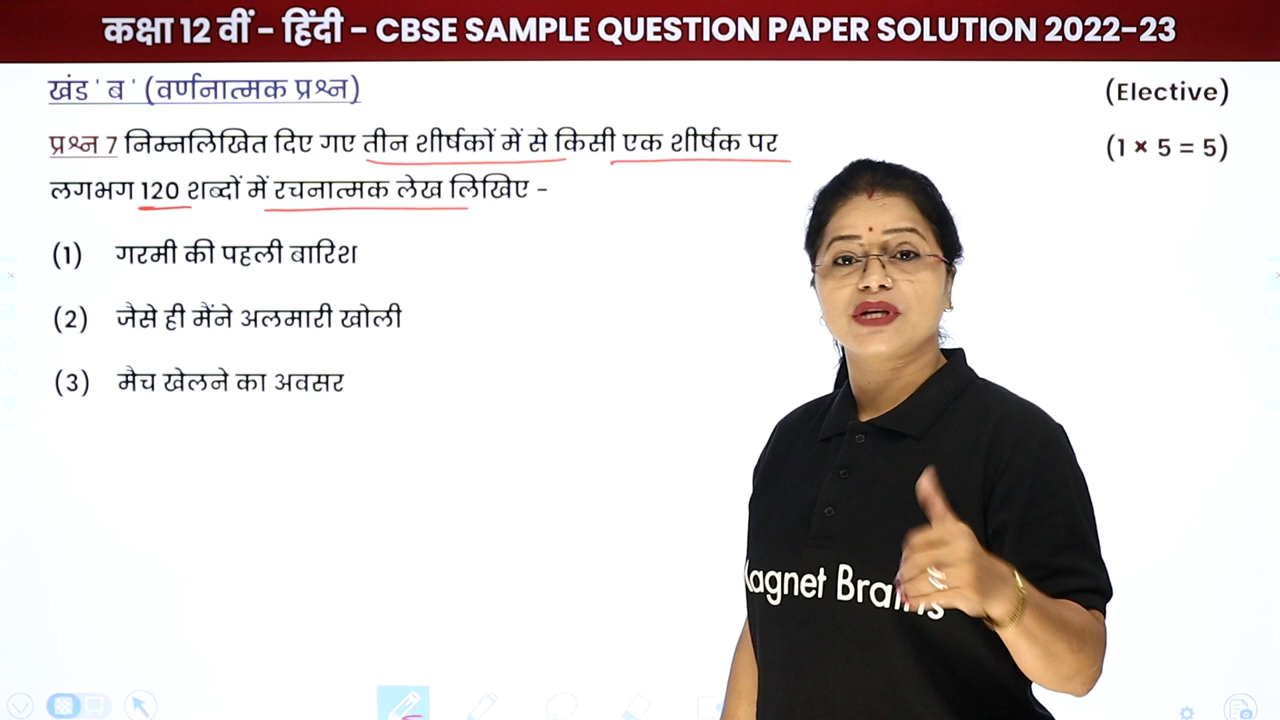 कक्षा 12 वीं – हिंदी – CBSE SAMPLE QUESTION PAPER SOLUTION 2022-23
खंड ' ब ' (वर्णनात्मक प्रश्न) (Elective)
प्रश्न 7 निम्नलिखित दिए गए तीन शीर्षकों में से किसी एक शीर्षक पर (1 × 5 = 5)
लगभग 120 शब्दों में रचनात्मक लेख लिखिए -
(1) गरमी की पहली बारिश
(2) जैसे ही मैंने अलमारी खोली
(3) मैच खेलने का अवसर